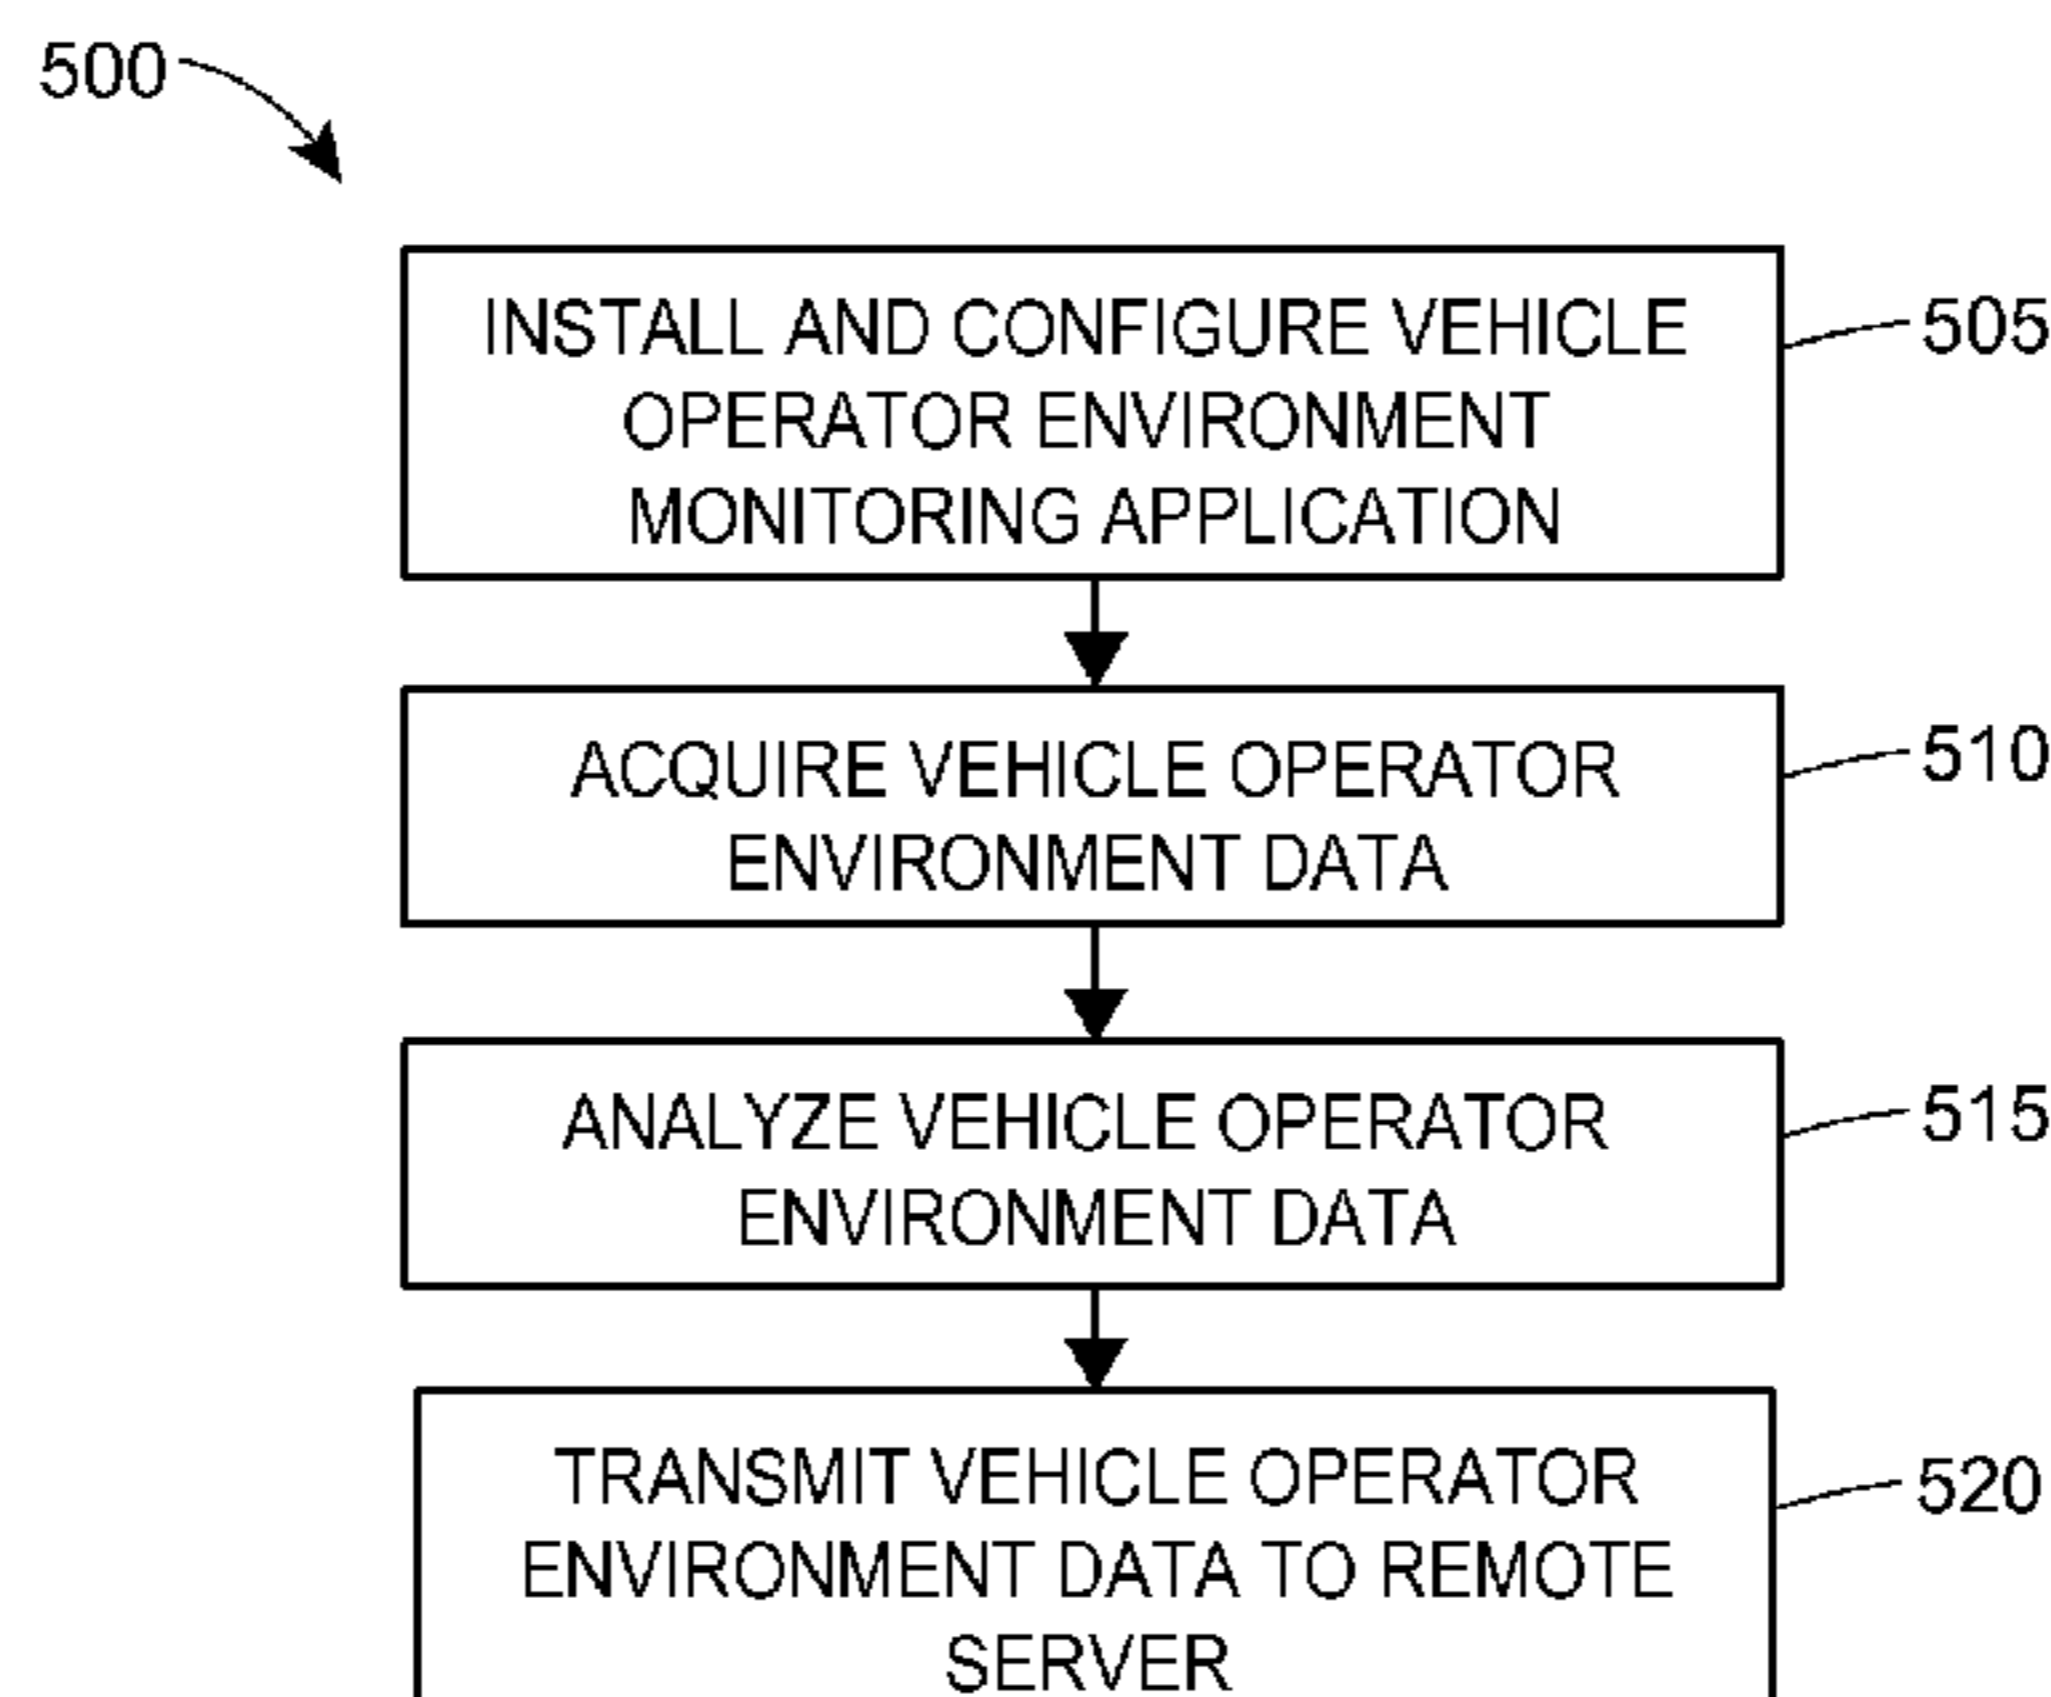 500
INSTALL AND CONFIGURE VEHICLE
OPERATOR ENVIRONMENT
MONITORING APPLICATION
505
ACQUIRE VEHICLE OPERATOR
ENVIRONMENT DATA
510
ANALYZE VEHICLE OPERATOR
ENVIRONMENT DATA
515
TRANSMIT VEHICLE OPERATOR
ENVIRONMENT DATA TO REMOTE
SERVER
520